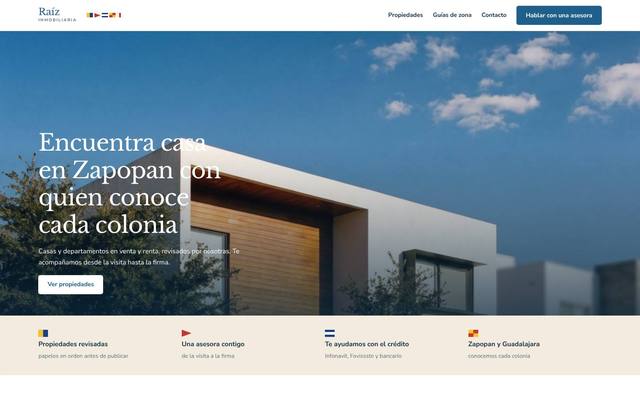 Raíz
INMOBILIARIA
Propiedades
Guías de zona
Contacto
Hablar con una asesora
Encuentra casa
en Zapopan con
quien conoce
cada colonia
Casas y departamentos en venta y renta, revisados por nosotras. Te
acompañamos desde la visita hasta la firma.
Ver propiedades
Propiedades revisadas
papeles en orden antes de publicar
Una asesora contigo
de la visita a la firma
Te ayudamos con el crédito
Infonavit, Fovissste y bancario
Zapopan y Guadalajara
conocemos cada colonia